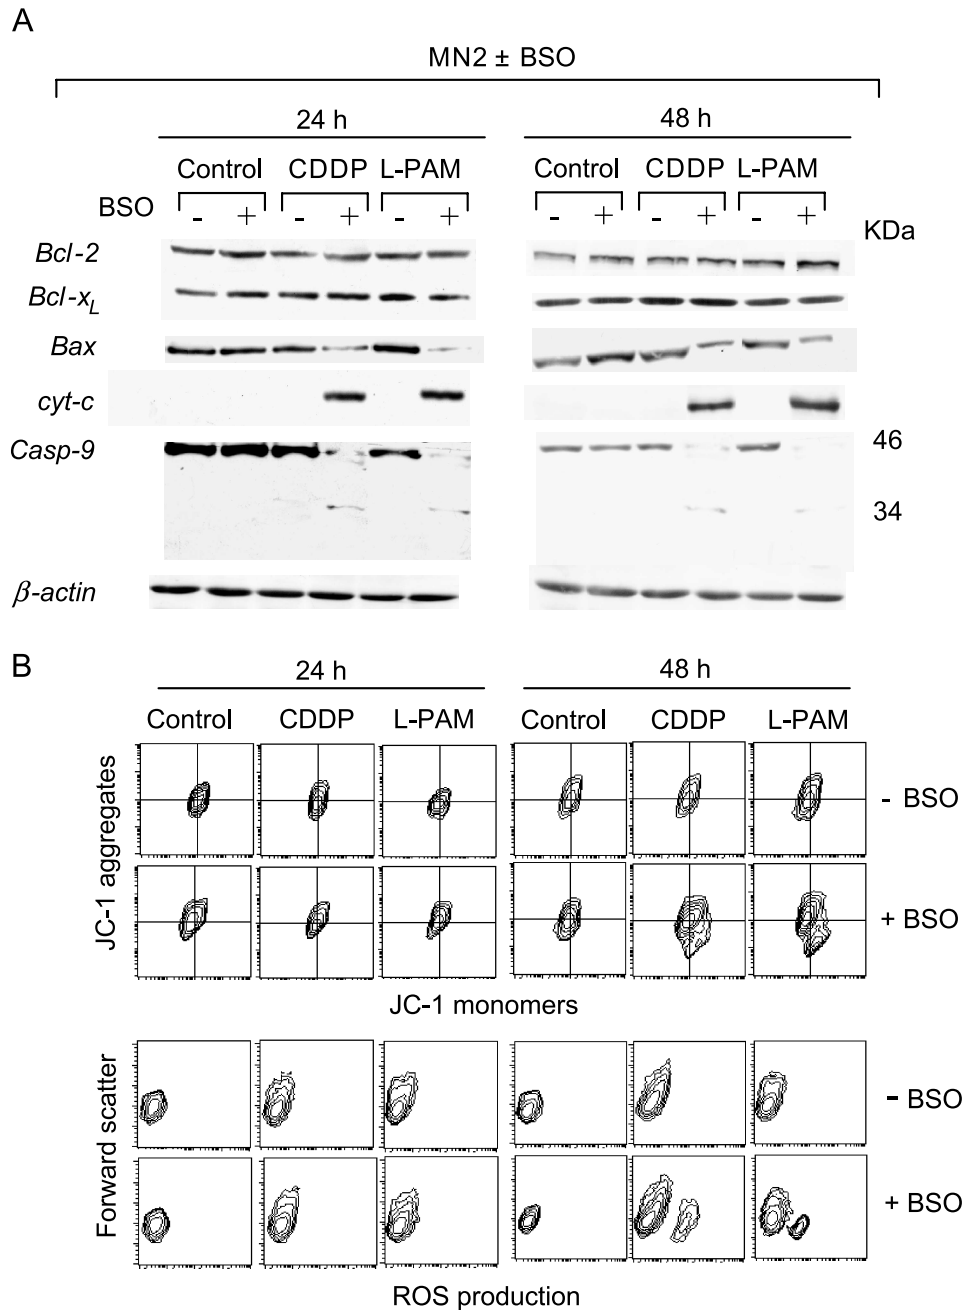 A
MN2 ± BSO
24 h 48 h
Control CDDP L-PAM Control CDDP L-PAM
BSO - + - + - + - + - + - +
KDa
Bcl-2
Bcl-xL
Bax
cyt-c
Casp-9 46
34
β-actin
B
24 h 48 h
Control CDDP L-PAM Control CDDP L-PAM
JC-1 aggregates
- BSO
+ BSO
JC-1 monomers
Forward scatter
- BSO
+ BSO
ROS production